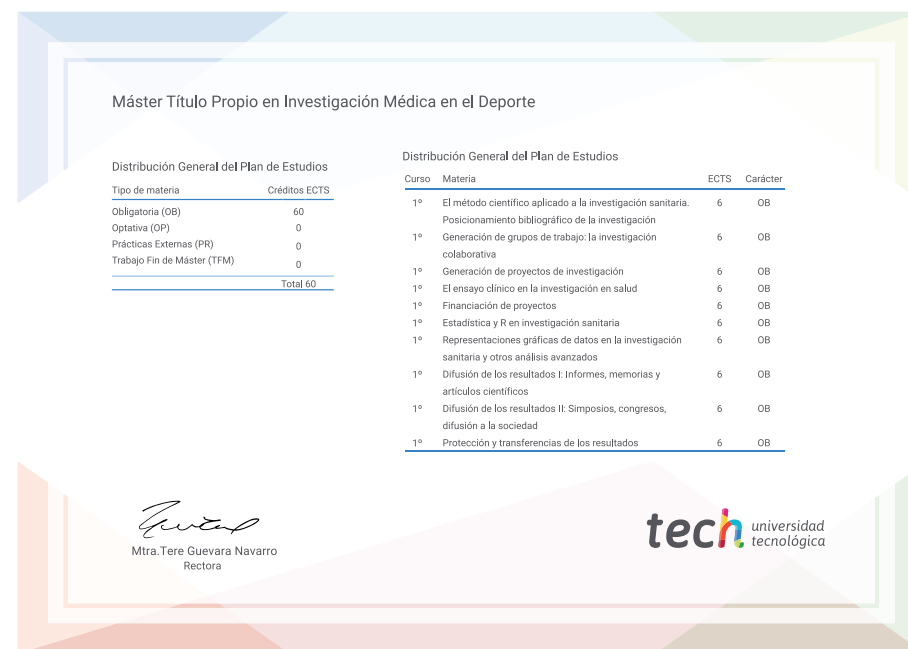 Máster Título Propio en Investigación Médica en el Deporte
Distribución General del Plan de Estudios
Tipo de materia Créditos ECTS
Obligatoria (OB) 60
Optativa (OP) 0
Prácticas Externas (PR) 0
Trabajo Fin de Máster (TFM) 0
Total 60
Distribución General del Plan de Estudios
Curso Materia ECTS Carácter
1º El método científico aplicado a la investigación sanitaria. 6 OB
Posicionamiento bibliográfico de la investigación
1º Generación de grupos de trabajo: la investigación 6 OB
colaborativa
1º Generación de proyectos de investigación 6 OB
1º El ensayo clínico en la investigación en salud 6 OB
1º Financiación de proyectos 6 OB
1º Estadística y R en investigación sanitaria 6 OB
1º Representaciones gráficas de datos en la investigación 6 OB
sanitaria y otros análisis avanzados
1º Difusión de los resultados I: Informes, memorias y 6 OB
artículos científicos
1º Difusión de los resultados II: Simposios, congresos, 6 OB
difusión a la sociedad
1º Protección y transferencias de los resultados 6 OB
Mtra.Tere Guevara Navarro
Rectora
tech universidad
tecnológica